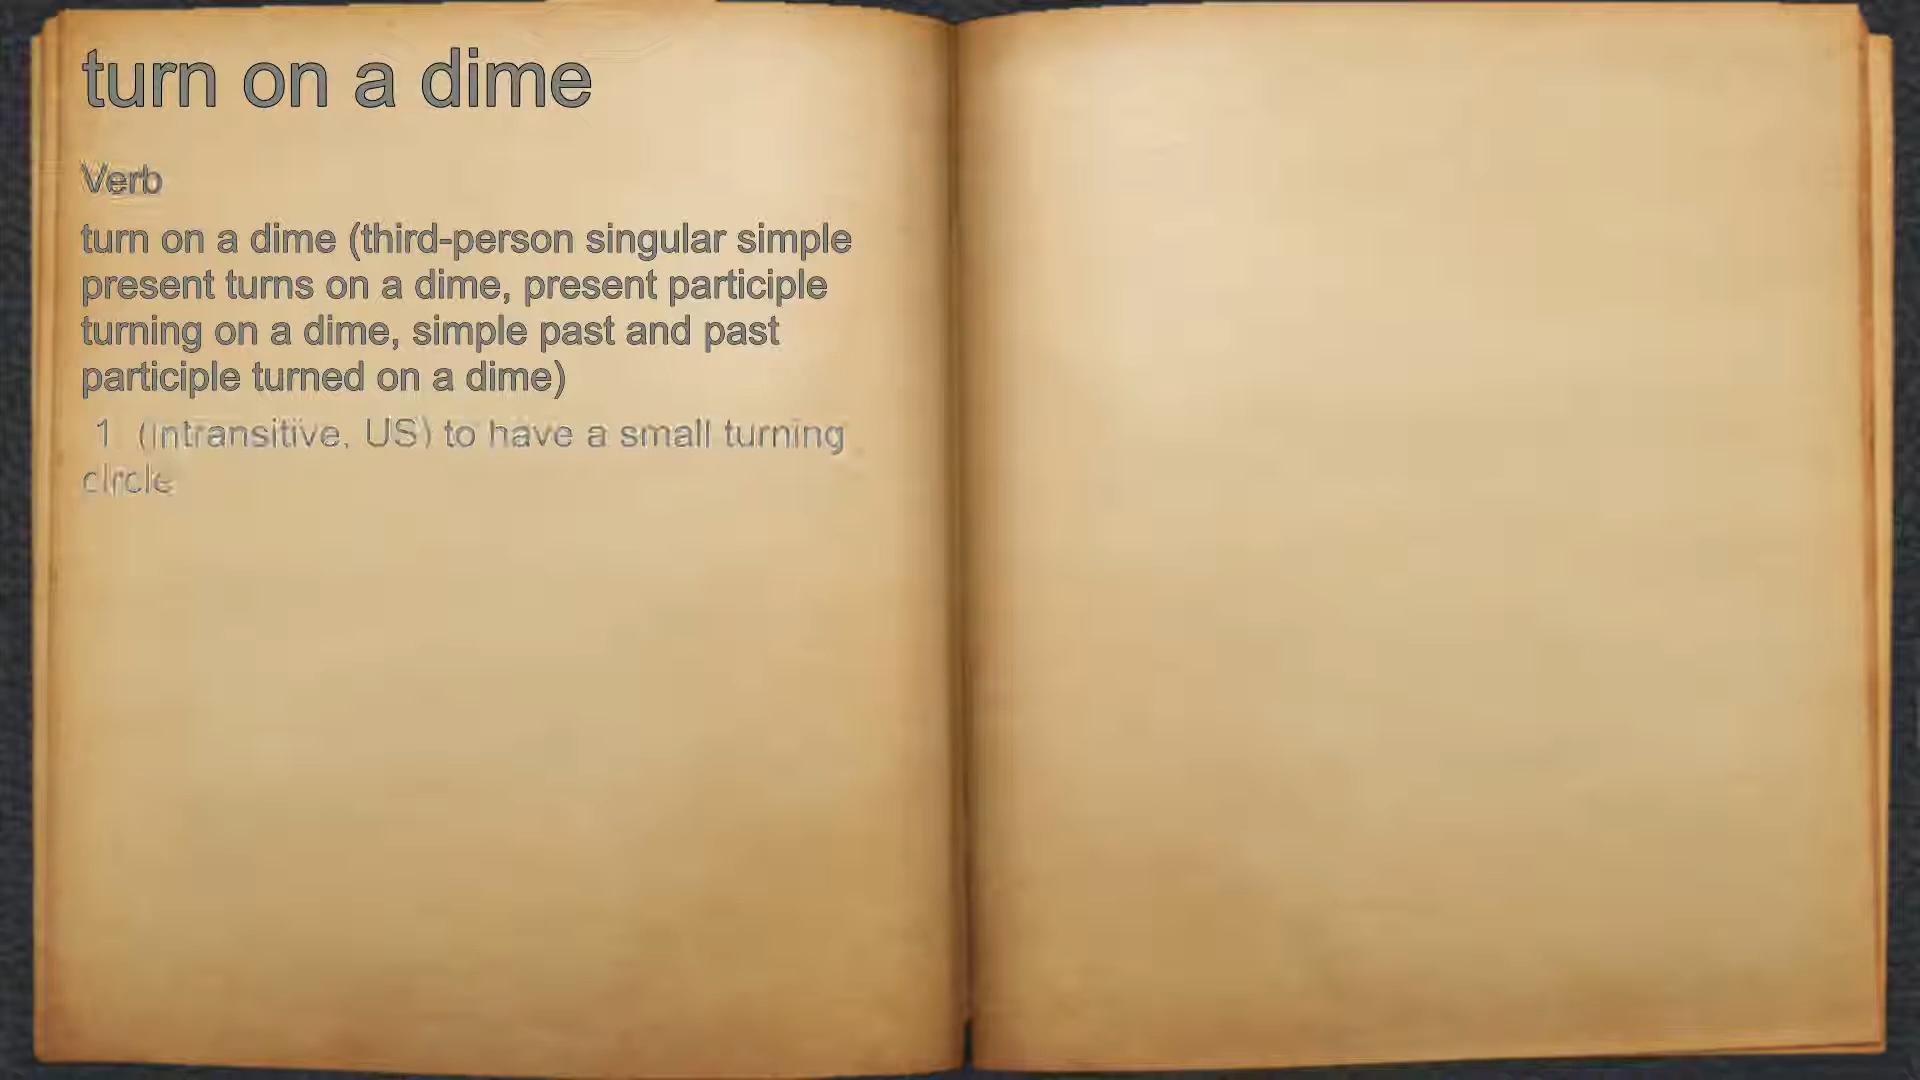 turn on a dime
Verb
turn on a dime (third-person singular simple
present turns on a dime, present participle
turning on a dime, simple past and past
participle turned on a dime)
1 (intransitive, US) to have a small turning
circle